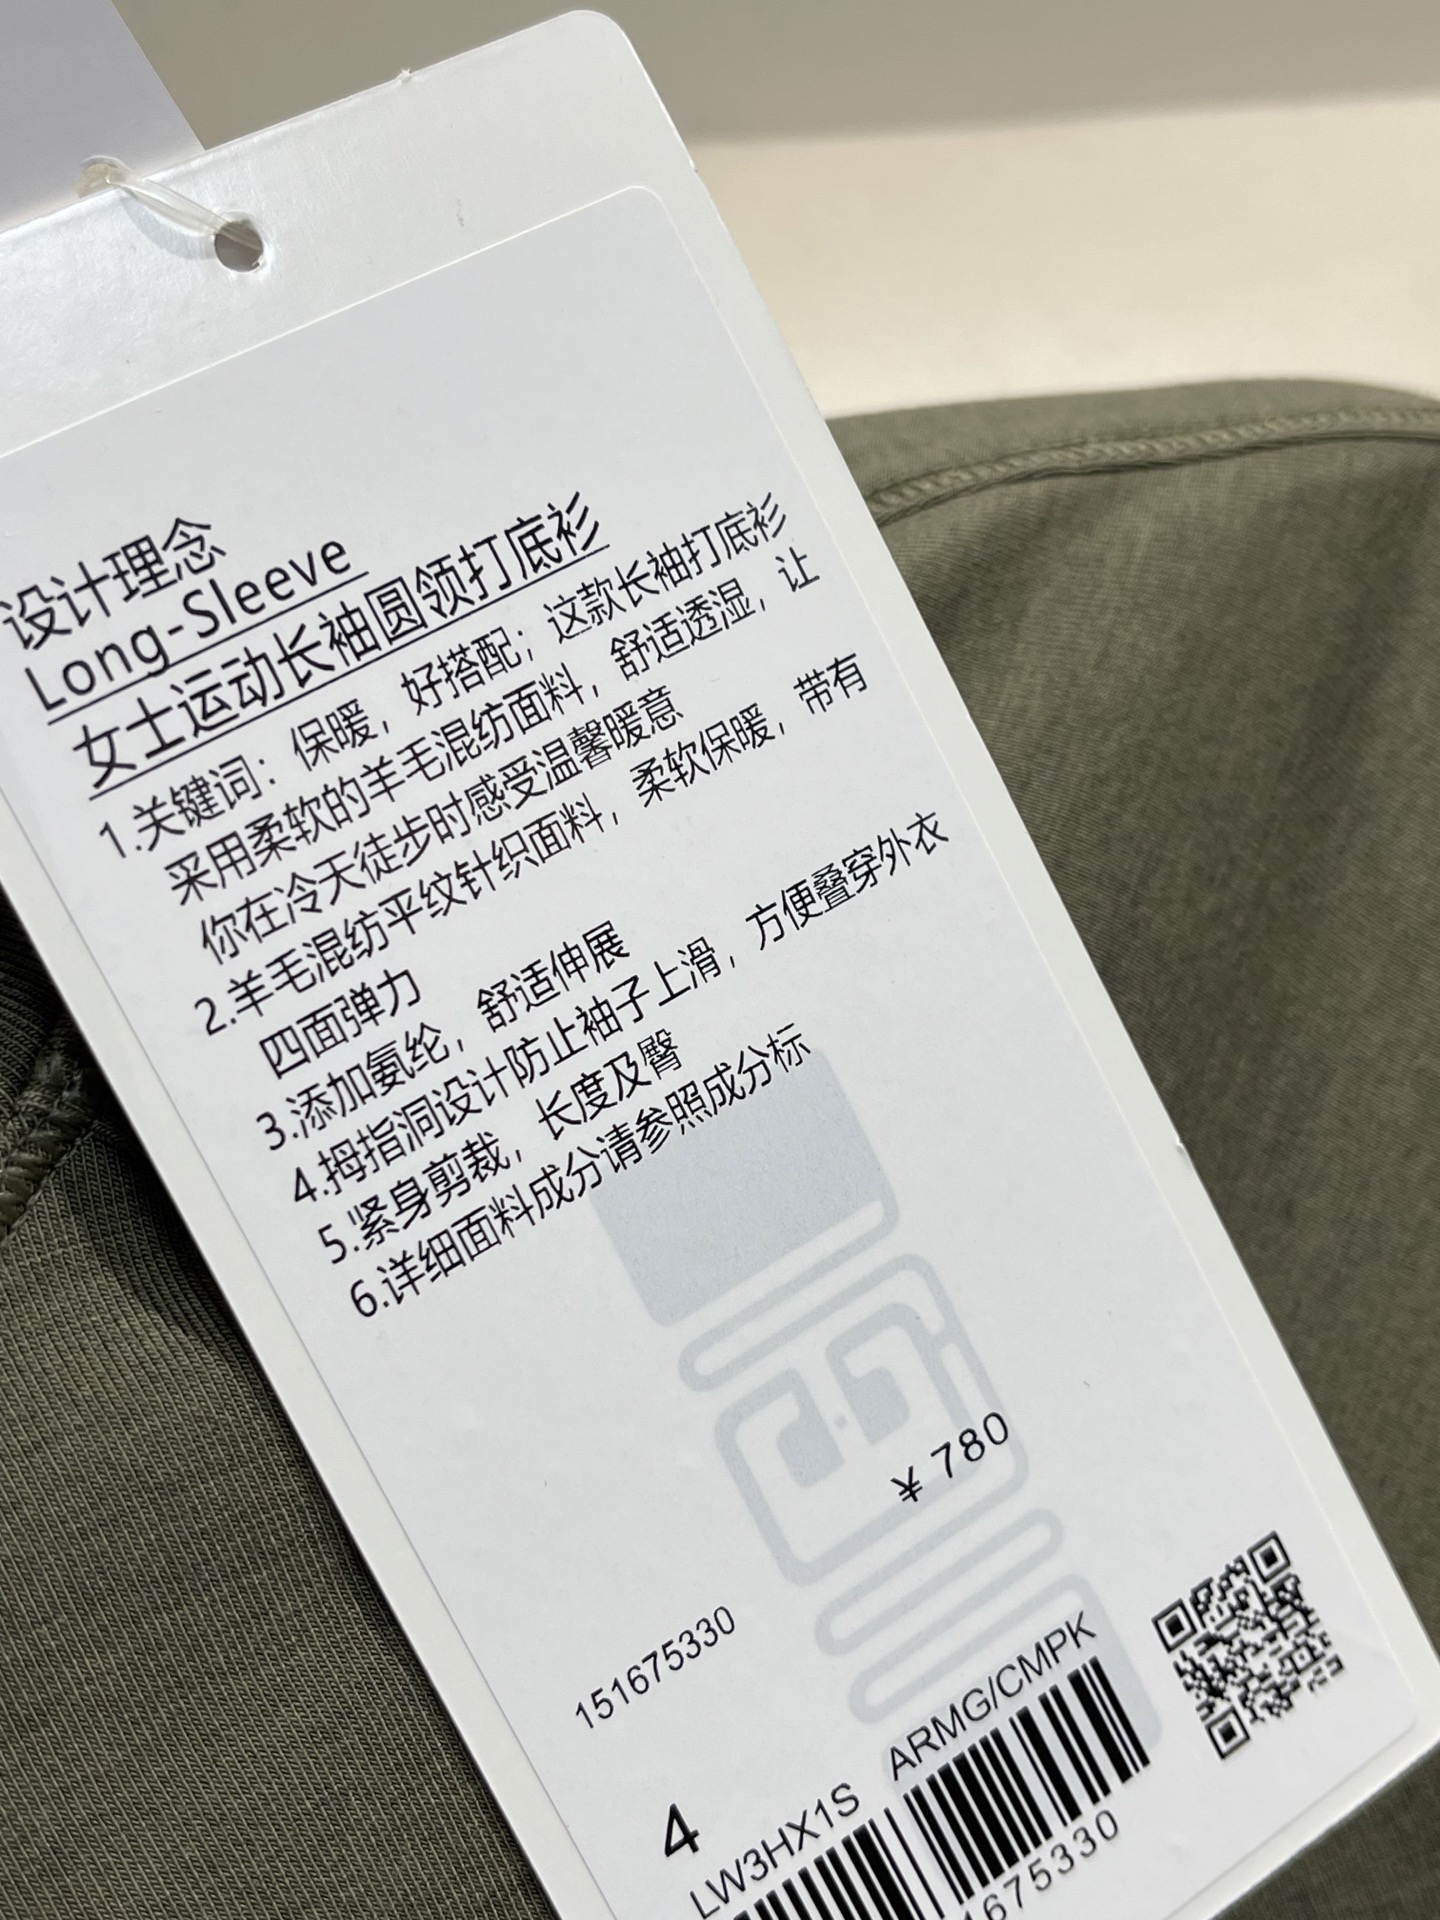 设计理念
Long-Sleeve
女士运动长袖圆领打底衫
1.关键词：保暖，好搭配；这款长袖打底衫
采用柔软的羊毛混纺面料，舒适透湿，让
你在冷天徒步时感受温馨暖意
2.羊毛混纺平纹针织面料，柔软保暖，带有
四面弹力
3.添加氨纶，舒适伸展
4.拇指洞设计防止袖子上滑，方便叠穿外衣
5.紧身剪裁，长度及臀
6.详细面料成分请参照成分标
¥ 780
151675330
4
LW3HX1S ARMG/CMPK
1675330